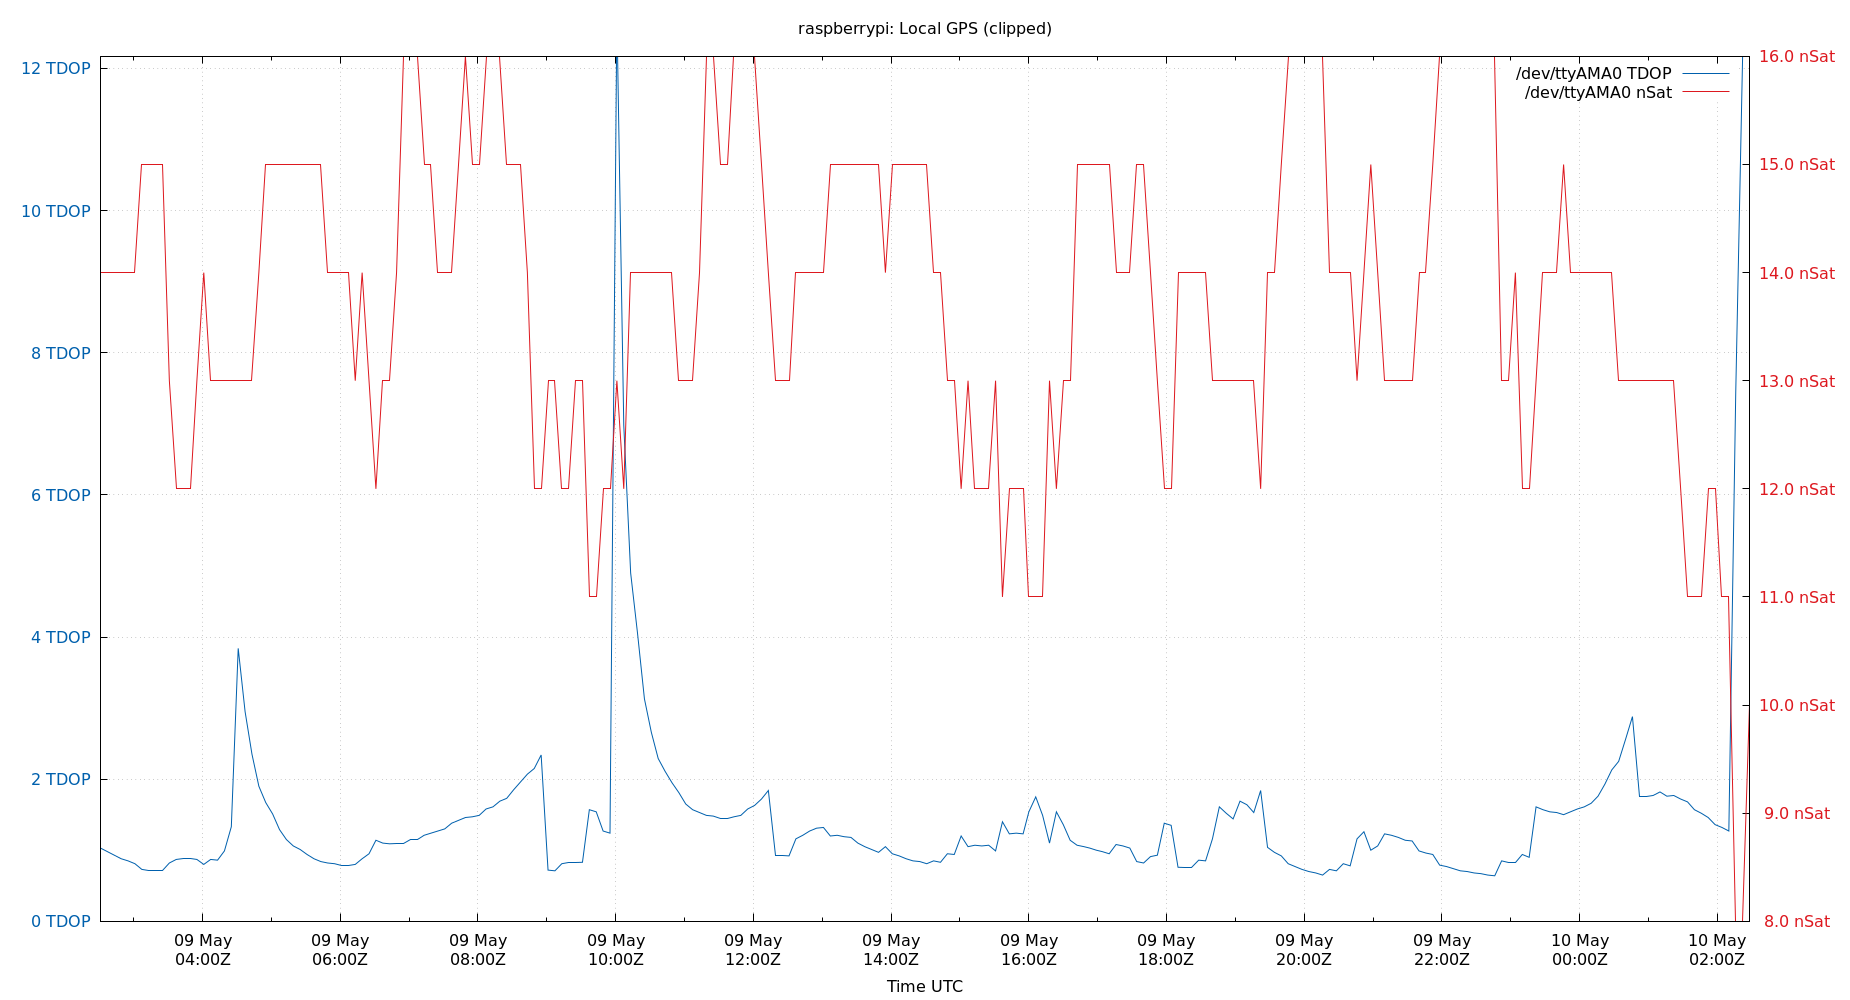 raspberrypi: Local GPS (clipped)
12 TDOP
10 TDOP
8 TDOP
6 TDOP
4 TDOP
2 TDOP
0 TDOP
16.0 nSat
15.0 nSat
14.0 nSat
13.0 nSat
12.0 nSat
11.0 nSat
10.0 nSat
9.0 nSat
8.0 nSat
/dev/ttyAMA0 TDOP
/dev/ttyAMA0 nSat
09 May
04:00Z
09 May
06:00Z
09 May
08:00Z
09 May
10:00Z
09 May
12:00Z
09 May
14:00Z
09 May
16:00Z
09 May
18:00Z
09 May
20:00Z
09 May
22:00Z
10 May
00:00Z
10 May
02:00Z
Time UTC